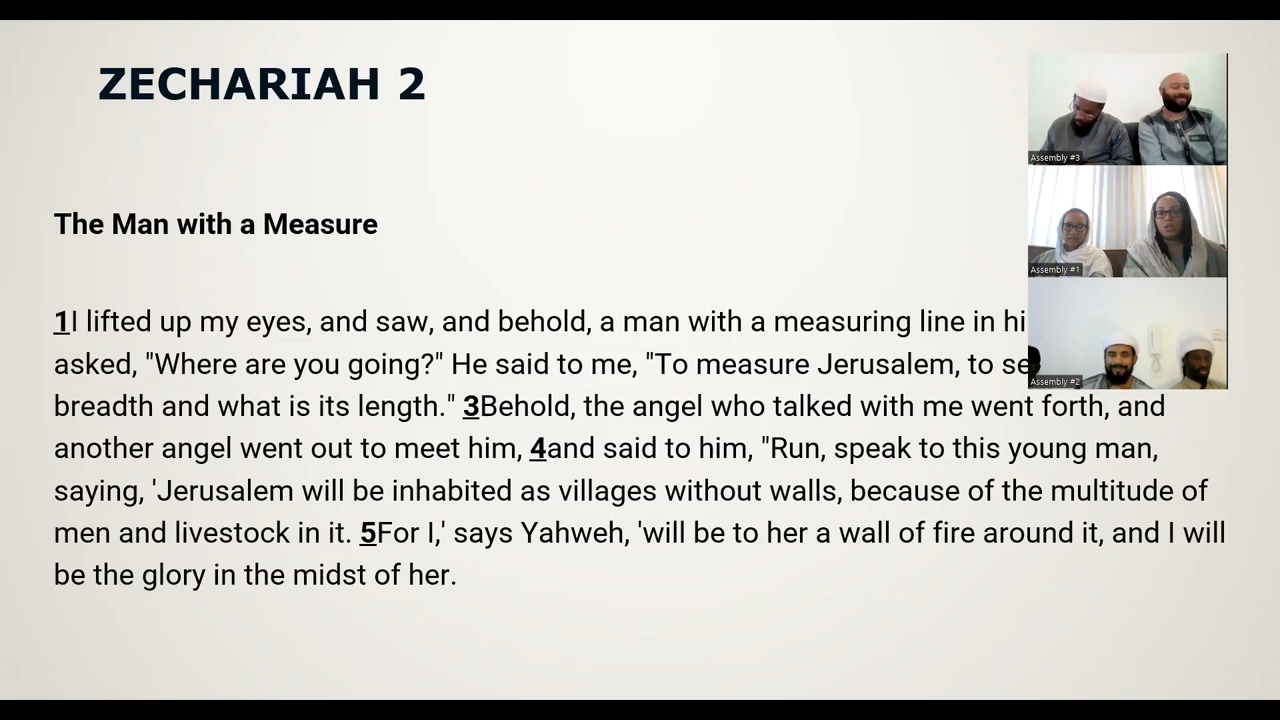 ZECHARIAH 2
The Man with a Measure
1I lifted up my eyes, and saw, and behold, a man with a measuring line in
asked, "Where are you going?" He said to me, "To measure Jerusalem, to
breadth and what is its length." 3Behold, the angel who talked with me went forth, and
another angel went out to meet him, 4and said to him, "Run, speak to this young man,
saying, 'Jerusalem will be inhabited as villages without walls, because of the multitude of
men and livestock in it. 5For I,' says Yahweh, 'will be to her a wall of fire around it, and I will
be the glory in the midst of her.
Assembly #3
Assembly #1
Assembly #2